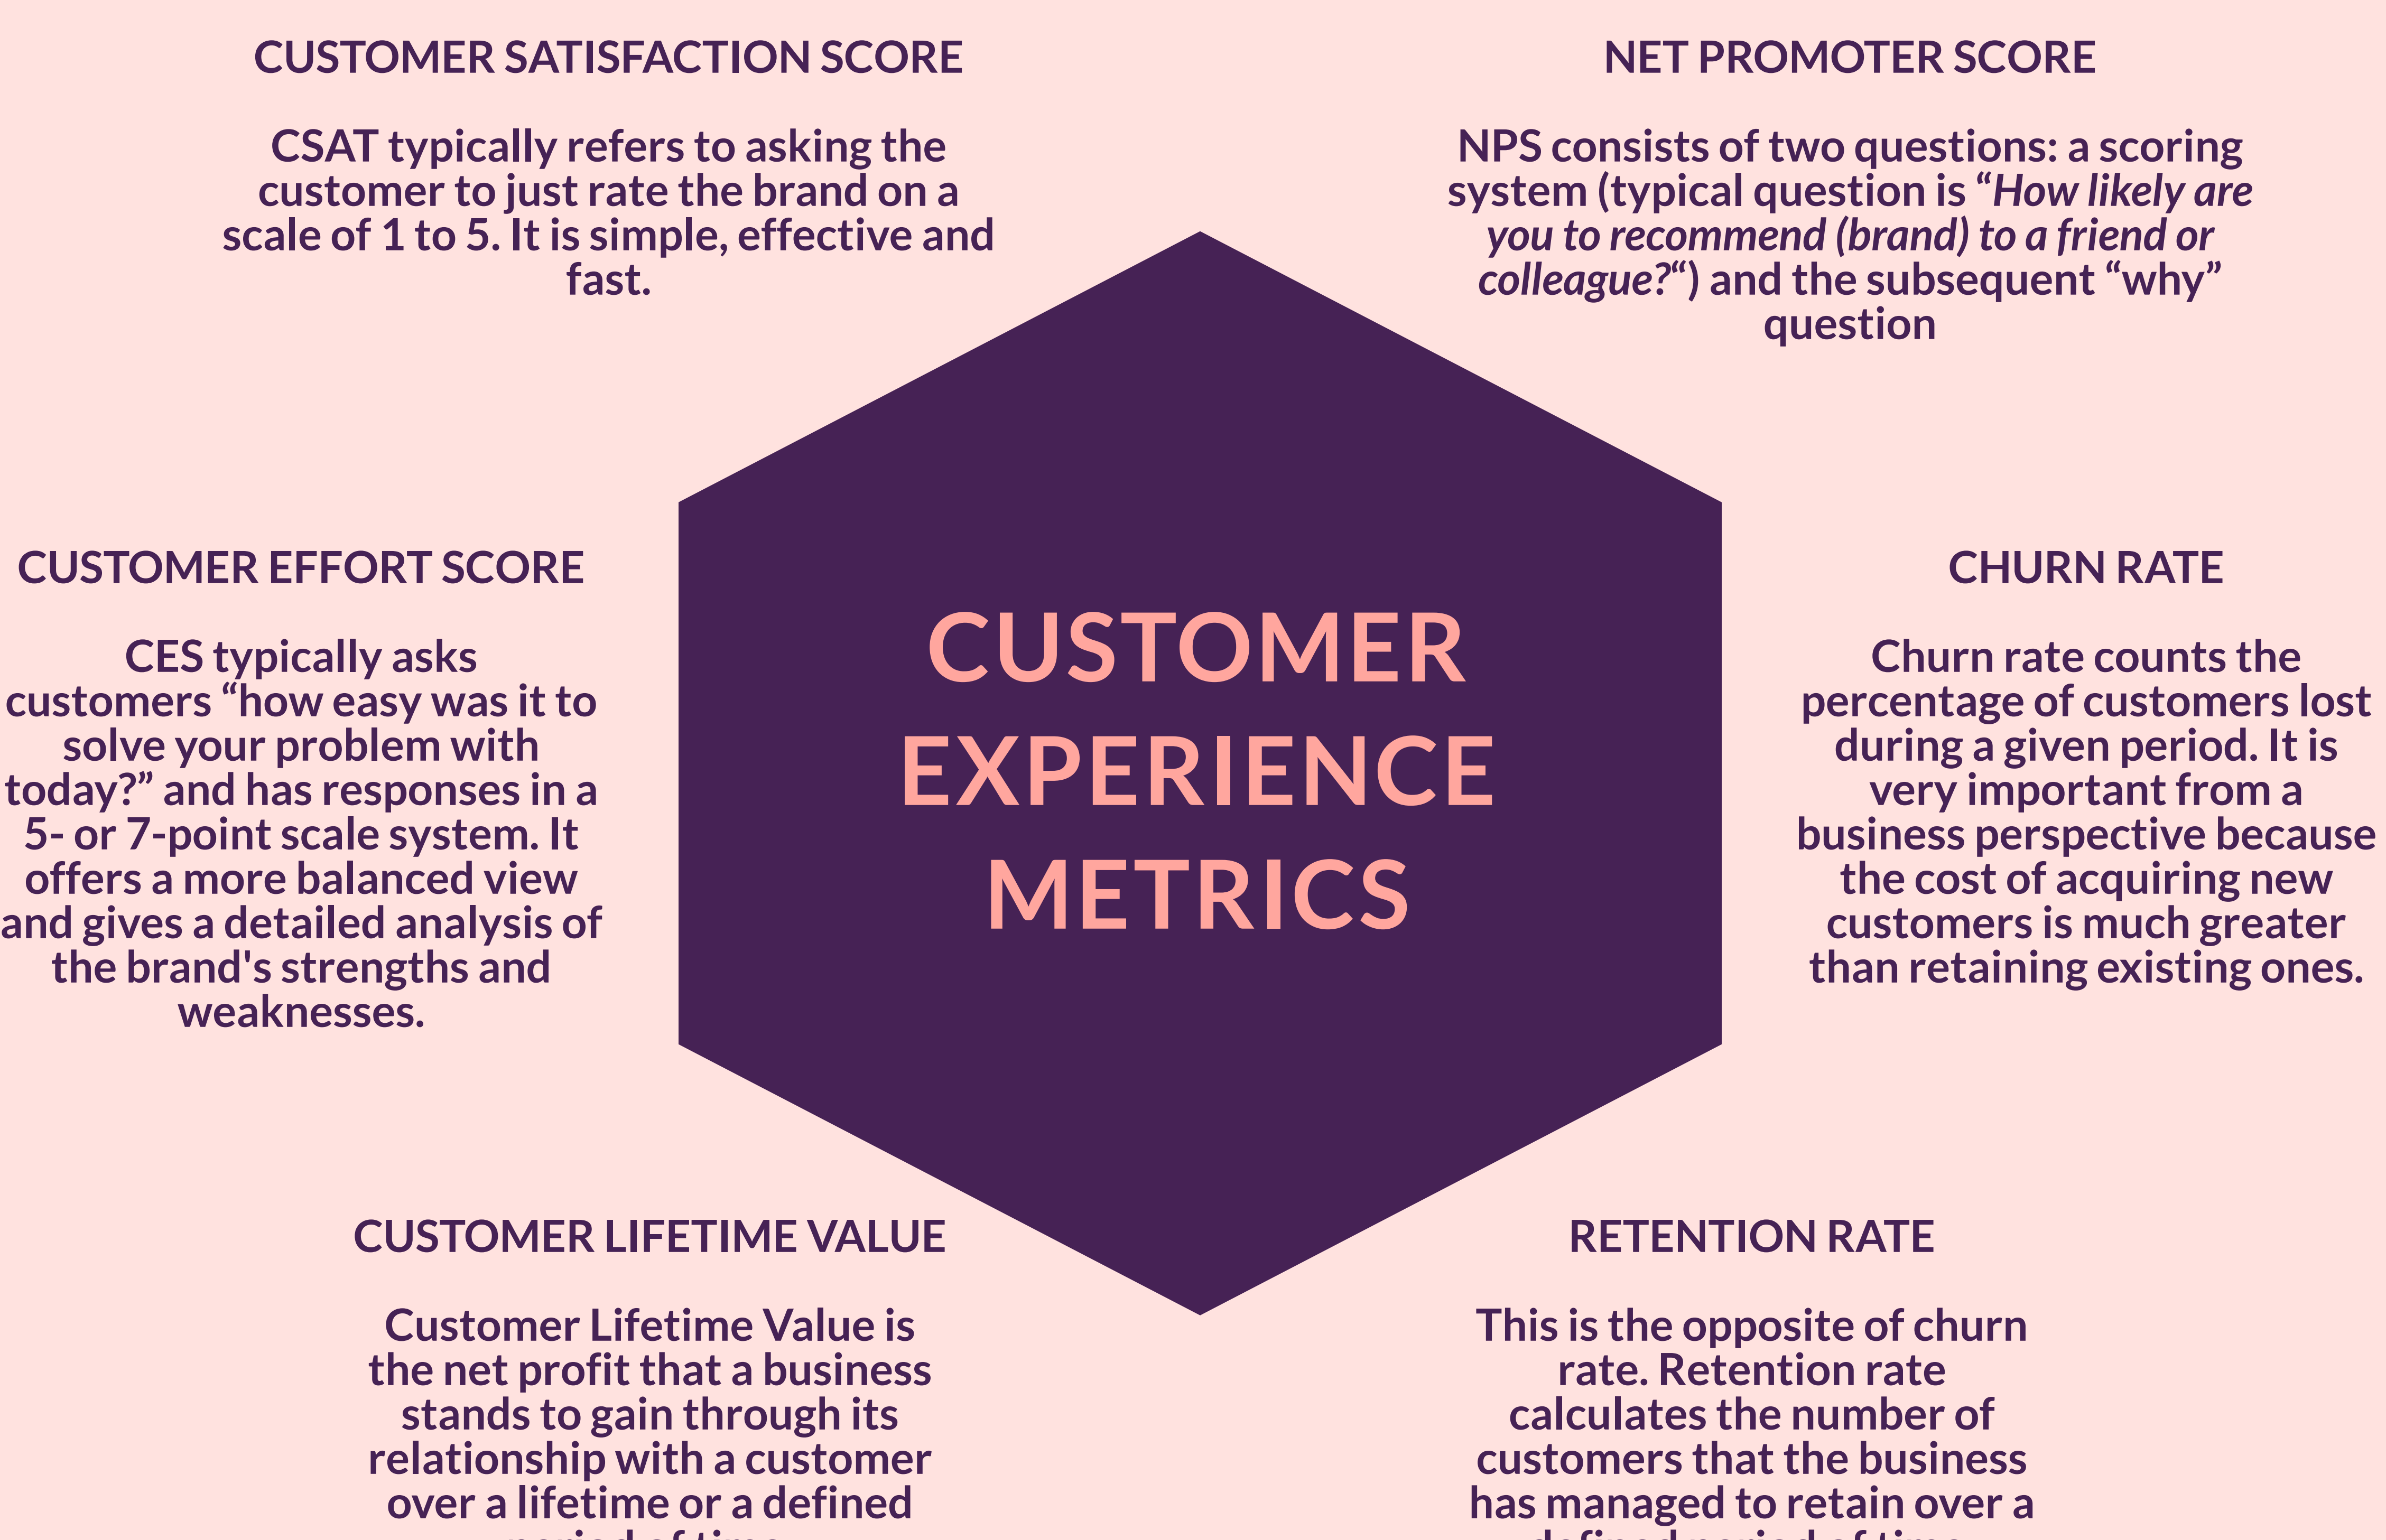 CUSTOMER SATISFACTION SCORE
CSAT typically refers to asking the
customer to just rate the brand on a
scale of 1 to 5. It is simple, effective and
fast.
NET PROMOTER SCORE
NPS consists of two questions: a scoring
system (typical question is “How likely are
you to recommend (brand) to a friend or
colleague?“) and the subsequent “why”
question
CUSTOMER EFFORT SCORE
CES typically asks
customers “how easy was it to
solve your problem with
today?” and has responses in a
5- or 7-point scale system. It
offers a more balanced view
and gives a detailed analysis of
the brand's strengths and
weaknesses.
CUSTOMER
EXPERIENCE
METRICS
CHURN RATE
Churn rate counts the
percentage of customers lost
during a given period. It is
very important from a
business perspective because
the cost of acquiring new
customers is much greater
than retaining existing ones.
CUSTOMER LIFETIME VALUE
Customer Lifetime Value is
the net profit that a business
stands to gain through its
relationship with a customer
over a lifetime or a defined
period of time.
RETENTION RATE
This is the opposite of churn
rate. Retention rate
calculates the number of
customers that the business
has managed to retain over a
defined period of time.